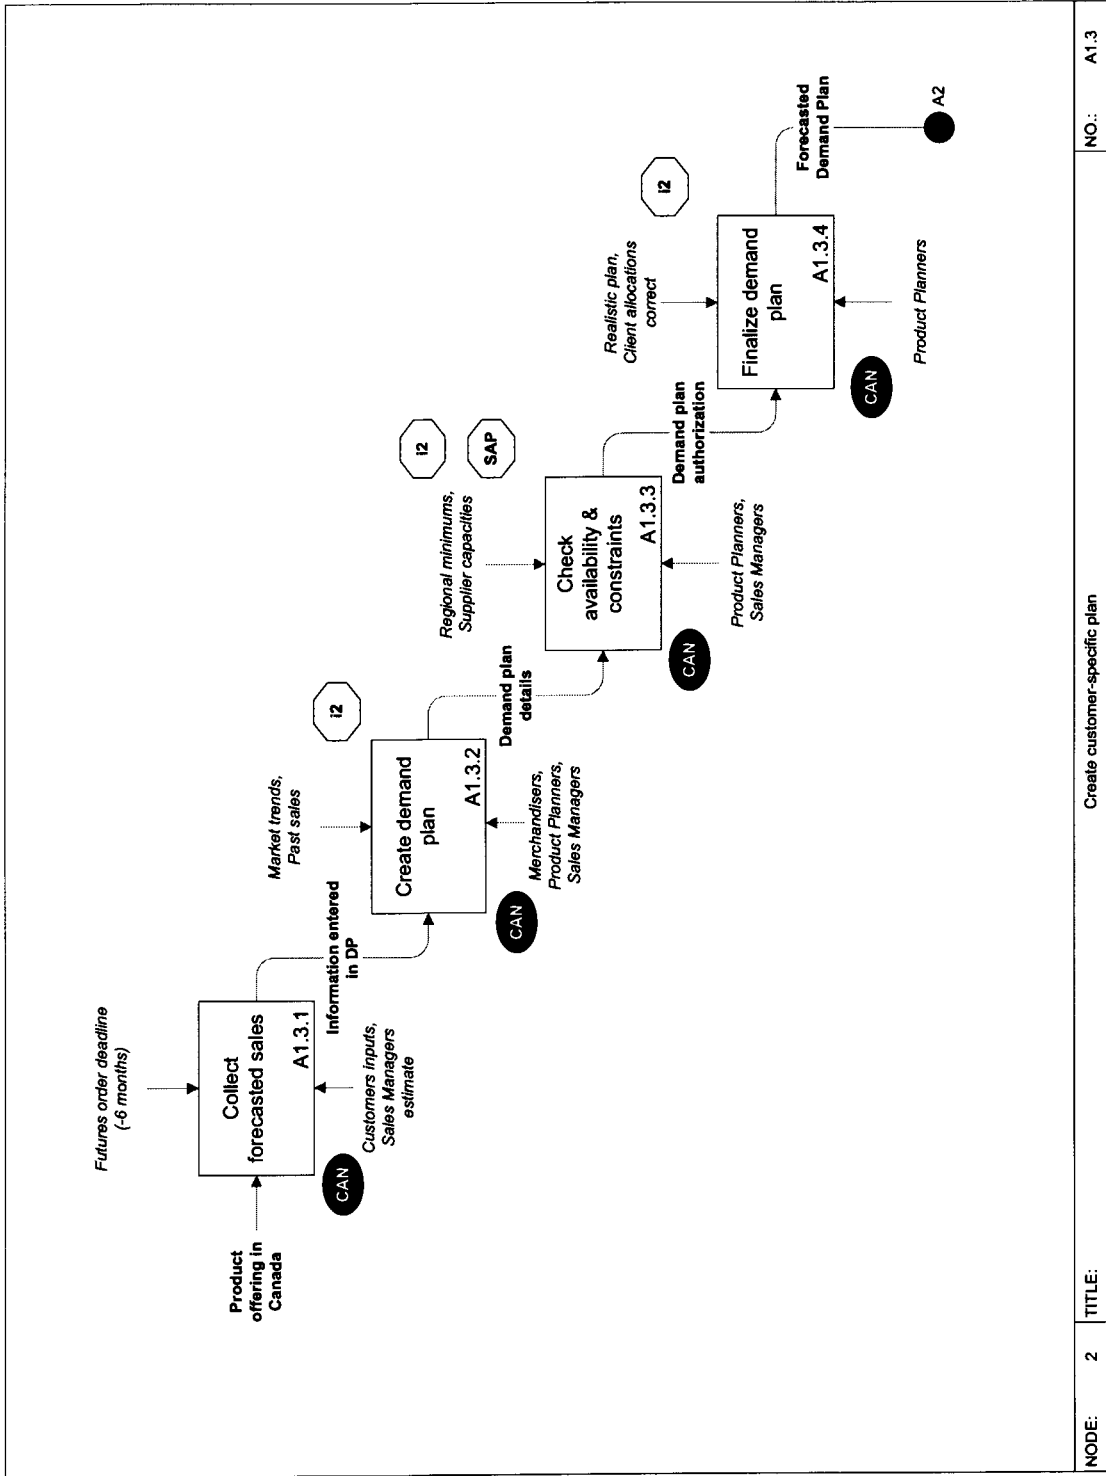 Futures order deadline
(-6 months)
Product
offering in
Canada
Collect
forecasted sales
A1.3.1
CAN
Customers inputs,
Sales Managers
estimate
Information entered
in DP
Market trends,
Past sales
i2
Create demand
plan
A1.3.2
CAN
Merchandisers,
Product Planners,
Sales Managers
Demand plan
details
Regional minimums,
Supplier capacities
i2
SAP
Check
availability &
constraints
A1.3.3
CAN
Product Planners,
Sales Managers
Demand plan
authorization
Realistic plan,
Client allocations
correct
i2
Finalize demand
plan
A1.3.4
CAN
Product Planners
Forecasted
Demand Plan
A2
NODE: 2
TITLE: Create customer-specific plan
NO.: A1.3